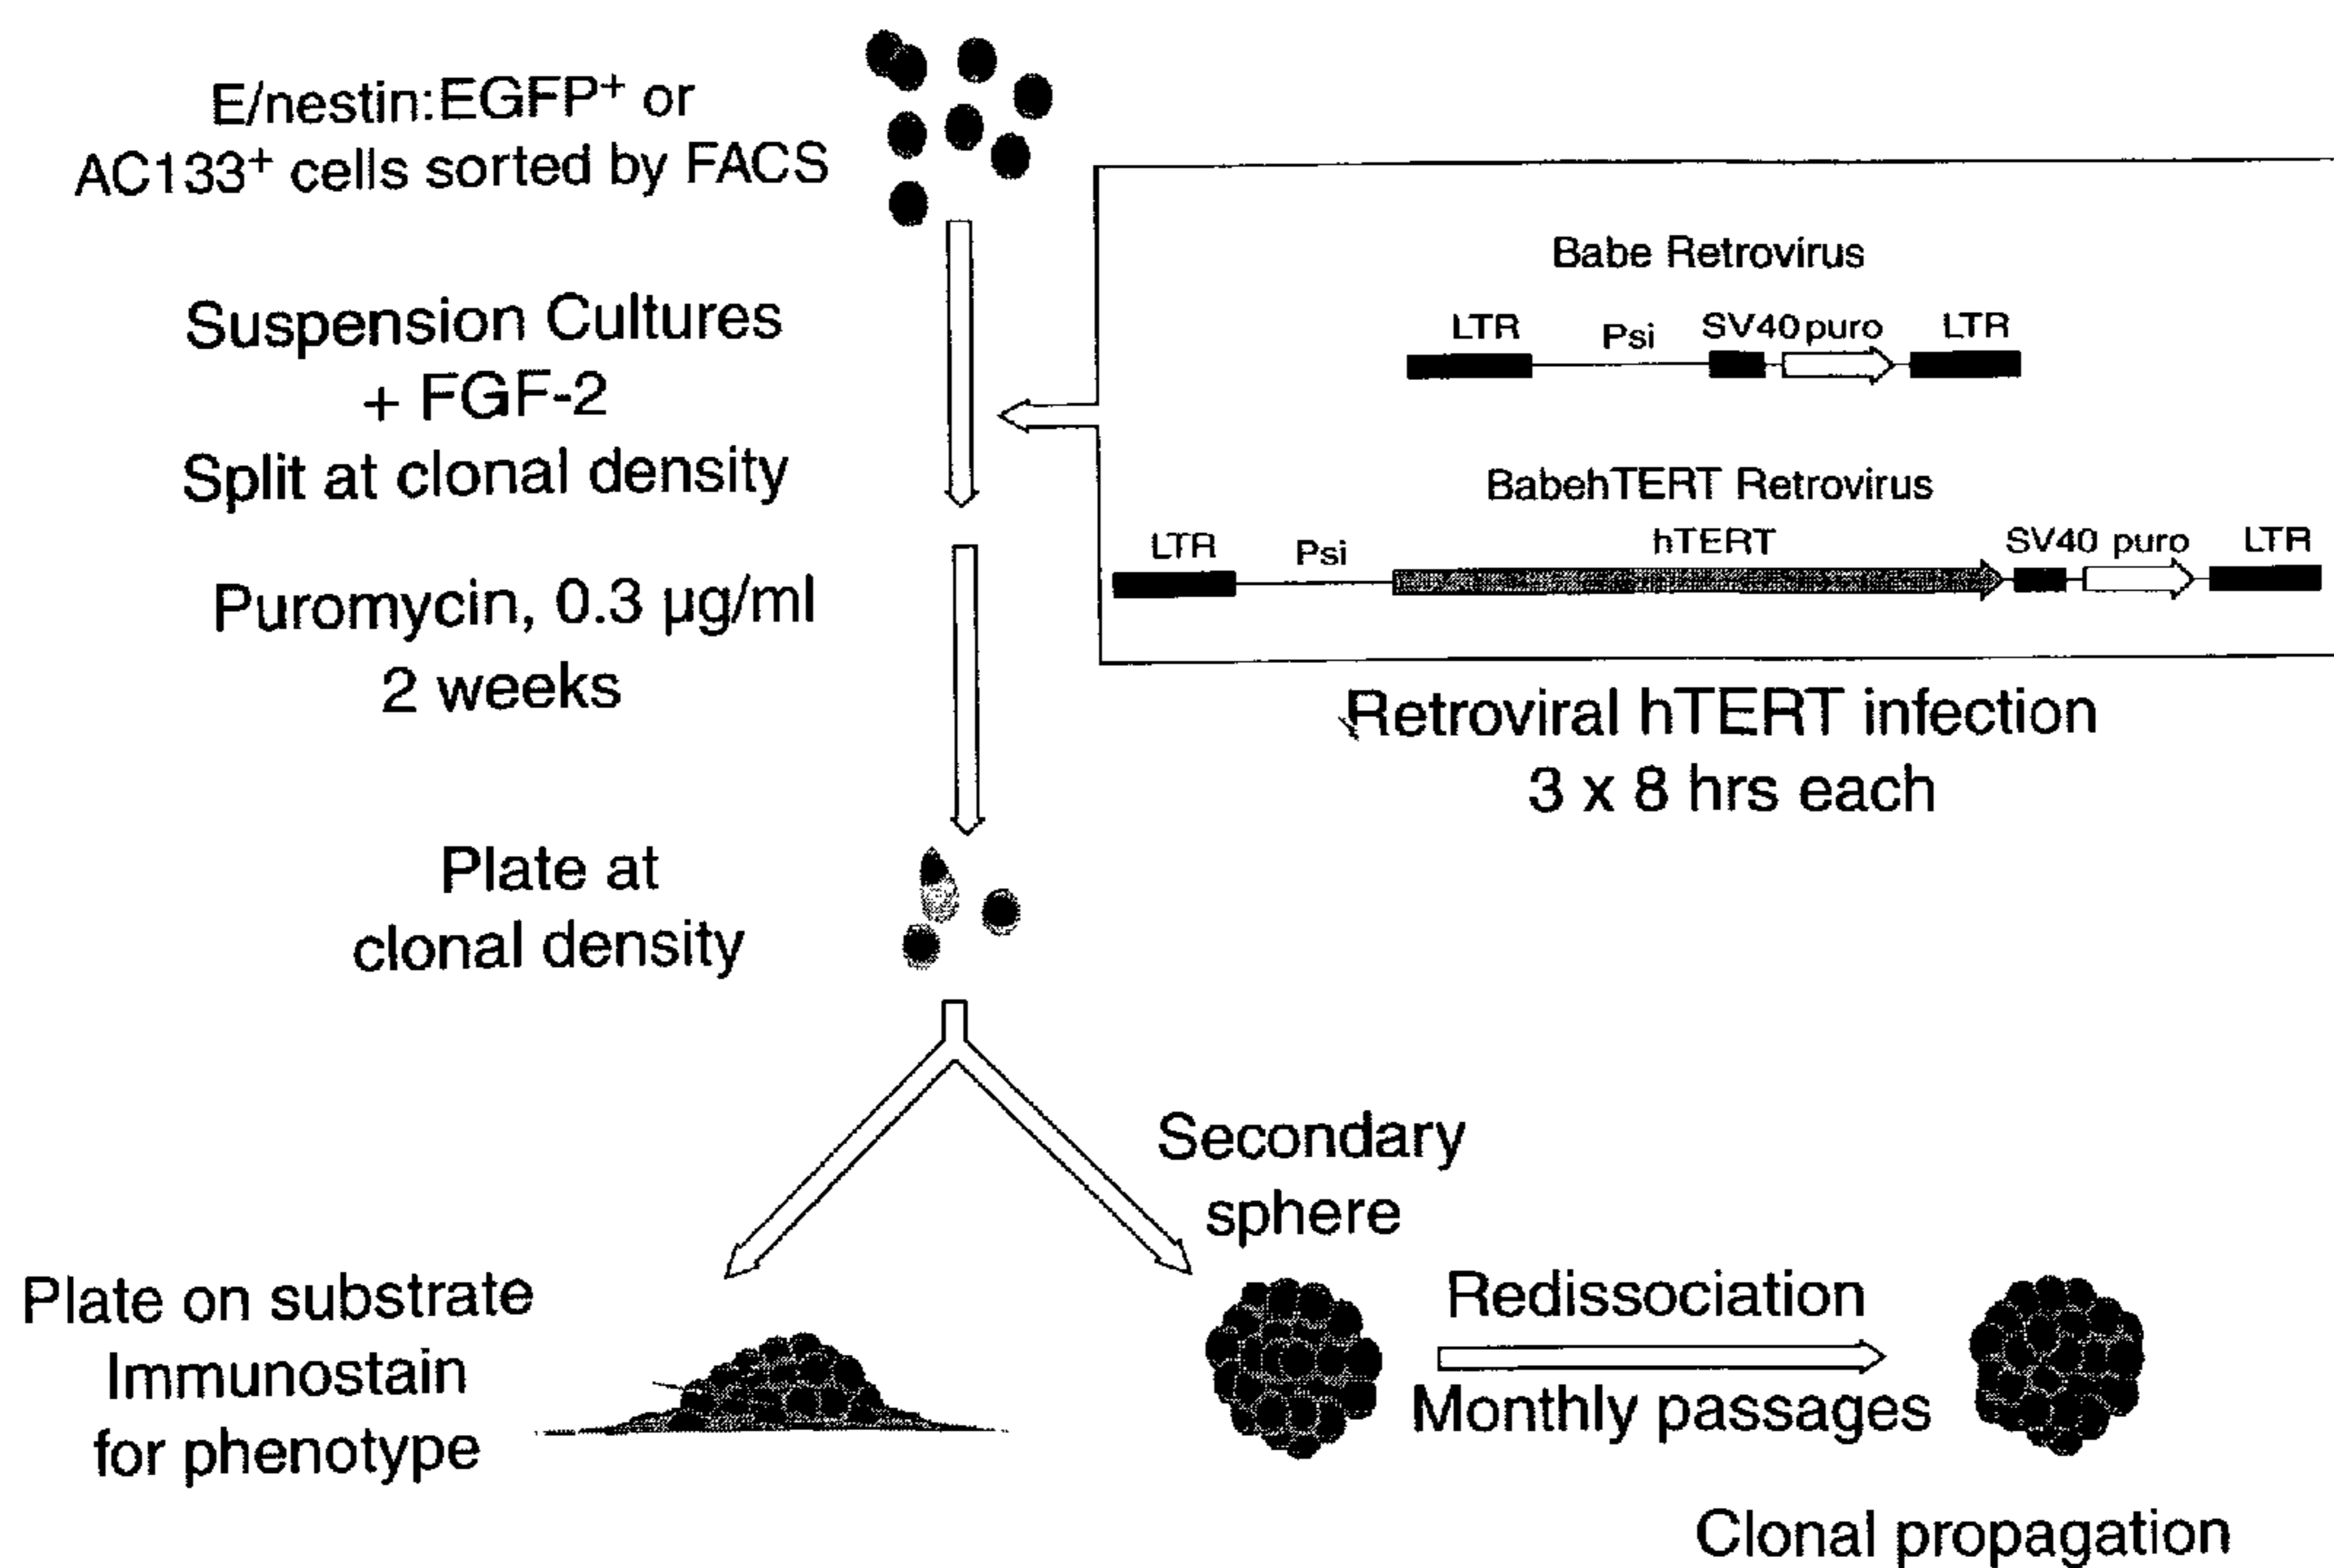 E/nestin:EGFP⁺ or
AC133⁺ cells sorted by FACS
Suspension Cultures
+ FGF-2
Split at clonal density
Babe Retrovirus
LTR Psi SV40 puro LTR
BabehTERT Retrovirus
LTR Psi hTERT SV40 puro LTR
Retroviral hTERT infection
3 x 8 hrs each
Puromycin, 0.3 µg/ml
2 weeks
Plate at
clonal density
Secondary
sphere
Plate on substrate
Immunostain
for phenotype
Redissociation
Monthly passages
Clonal propagation